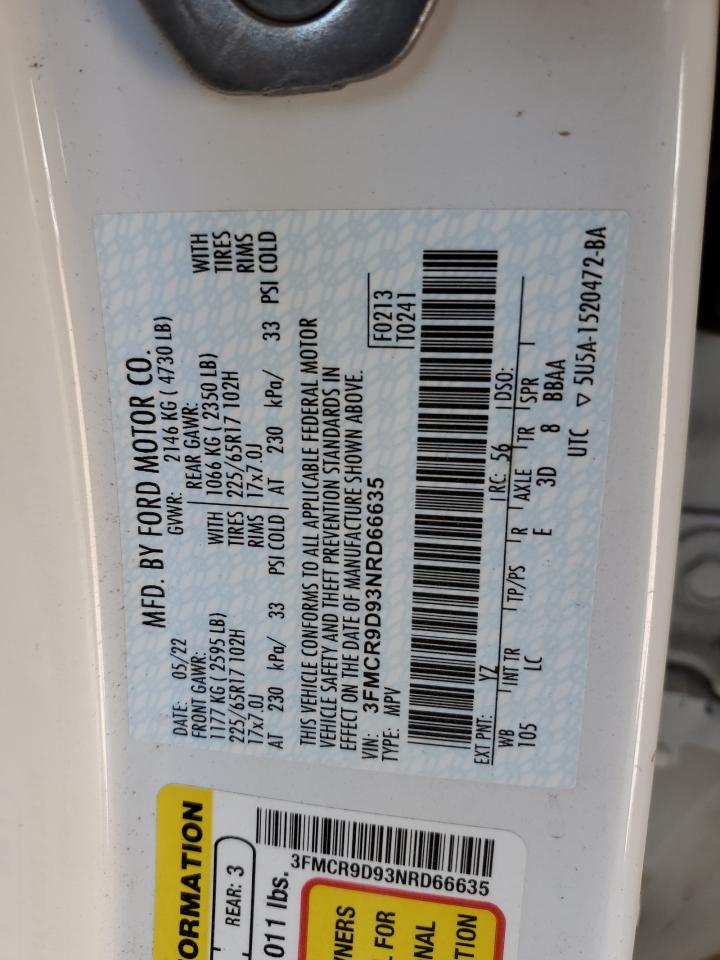 MFD. BY FORD MOTOR CO.
DATE: 05/22 GVWR: 2146 KG ( 4730 LB)
FRONT GAWR: REAR GAWR:
1177 KG ( 2595 LB) WITH 1066 KG ( 2350 LB) WITH
225/65R17 102H TIRES 225/65R17 102H TIRES
17x7.0J RIMS 17x7.0J RIMS
AT 230 kPa/ 33 PSI COLD AT 230 kPa/ 33 PSI COLD
THIS VEHICLE CONFORMS TO ALL APPLICABLE FEDERAL MOTOR
VEHICLE SAFETY AND THEFT PREVENTION STANDARDS IN
EFFECT ON THE DATE OF MANUFACTURE SHOWN ABOVE.
VIN: 3FMCR9D93NRD66635 F0213
TYPE: MPV T0241
EXT PNT: YZ RC: 56 DSO:
WB INT TR TP/PS R AXLE TR SPR
105 LC E 3D 8 BBAA
UTC ▽ 5U5A-1520472-BA
ORMATION
REAR: 3
011 lbs.
3FMCR9D93NRD66635
WNERS
L FOR
NAL
TION